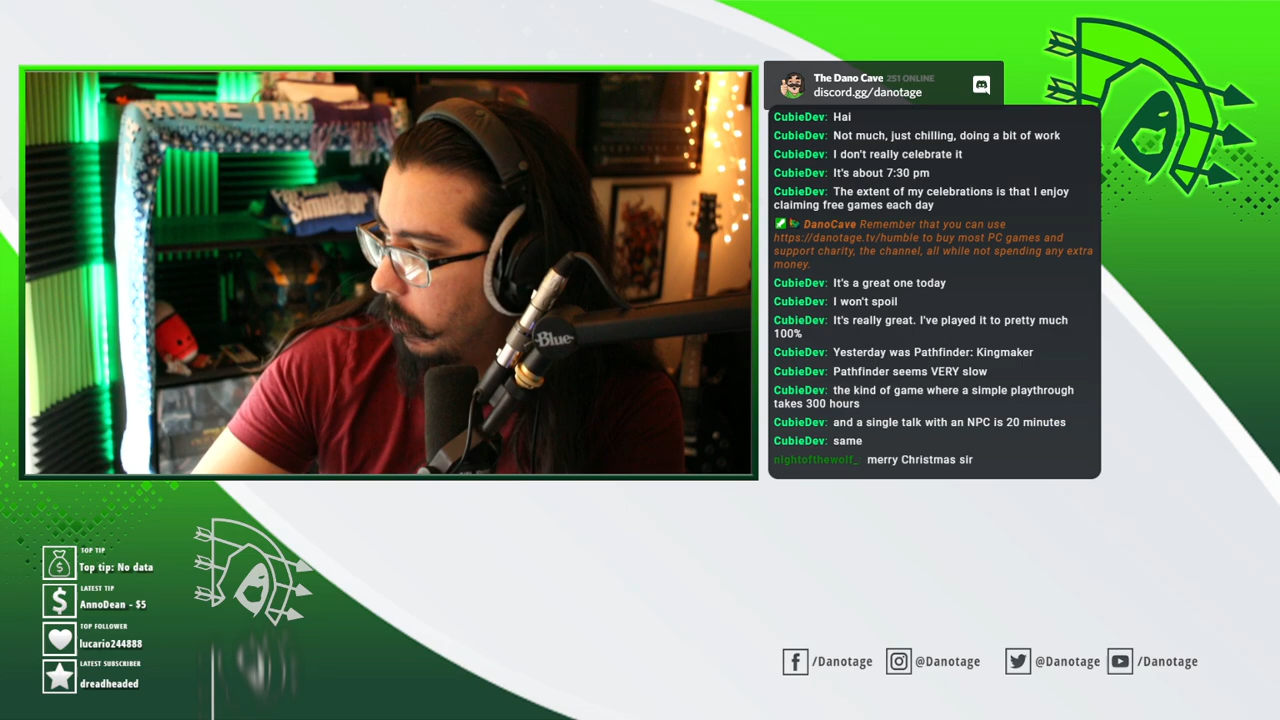 MORE THA
Simulator
Blue
The Dano Cave 251 ONLINE
discord.gg/danotage
CubieDev: Hai
CubieDev: Not much, just chilling, doing a bit of work
CubieDev: I don't really celebrate it
CubieDev: It's about 7:30 pm
CubieDev: The extent of my celebrations is that I enjoy
claiming free games each day
DanoCave Remember that you can use
https://danotage.tv/humble to buy most PC games and
support charity, the channel, all while not spending any extra
money.
CubieDev: It's a great one today
CubieDev: I won't spoil
CubieDev: It's really great. I've played it to pretty much
100%
CubieDev: Yesterday was Pathfinder: Kingmaker
CubieDev: Pathfinder seems VERY slow
CubieDev: the kind of game where a simple playthrough
takes 300 hours
CubieDev: and a single talk with an NPC is 20 minutes
CubieDev: same
nightofthewolf_: merry Christmas sir
TOP TIP
Top tip: No data
LATEST TIP
AnnoDean - $5
TOP FOLLOWER
lucario244888
LATEST SUBSCRIBER
dreadheaded
/Danotage
@Danotage
@Danotage
/Danotage